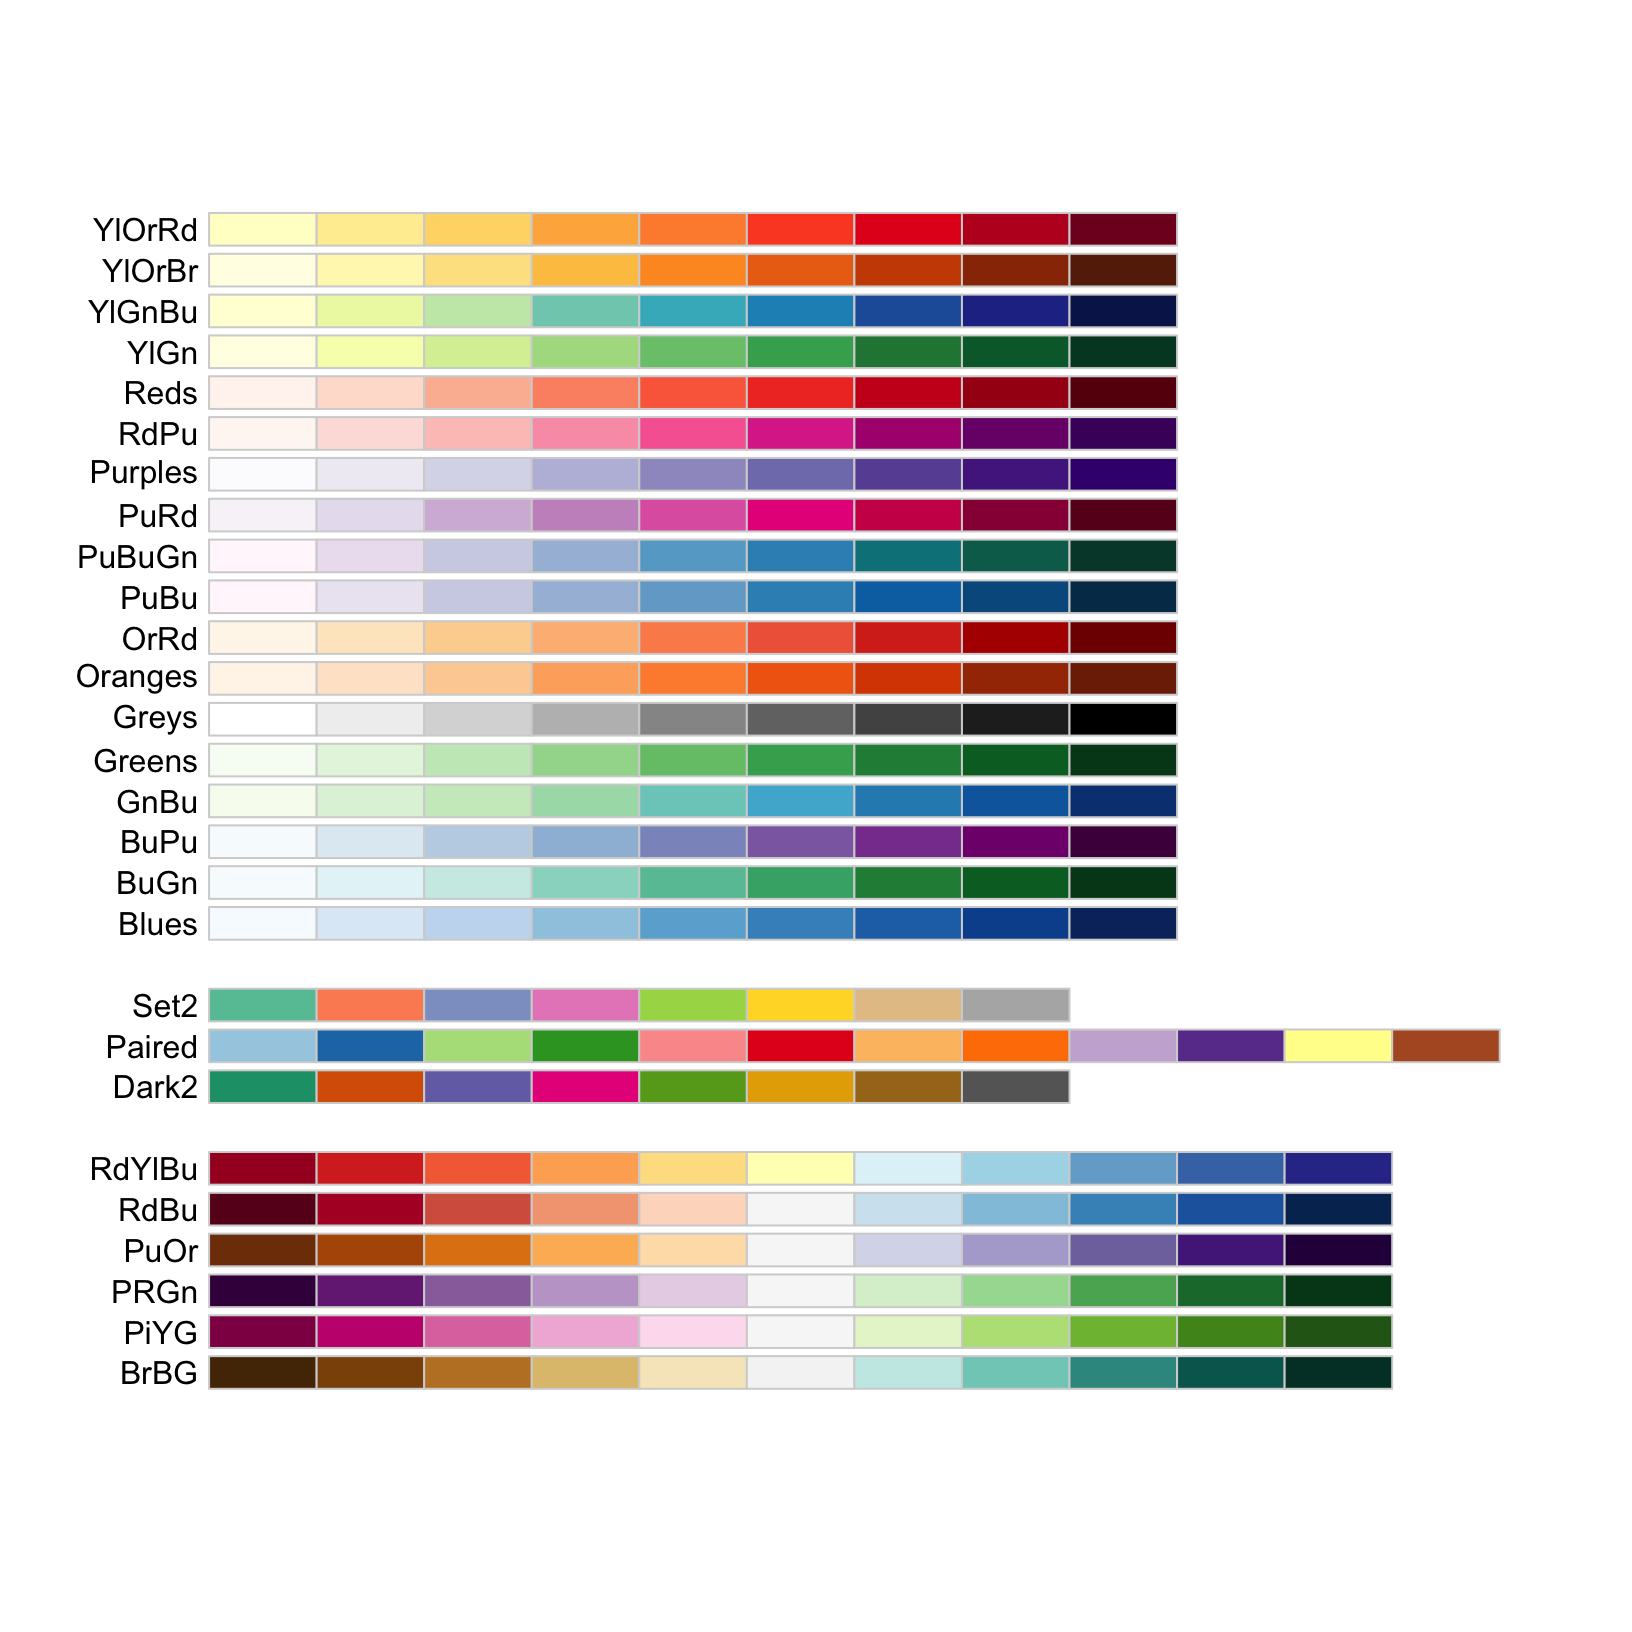 YlOrRd
YlOrBr
YlGnBu
YlGn
Reds
RdPu
Purples
PuRd
PuBuGn
PuBu
OrRd
Oranges
Greys
Greens
GnBu
BuPu
BuGn
Blues
Set2
Paired
Dark2
RdYlBu
RdBu
PuOr
PRGn
PiYG
BrBG